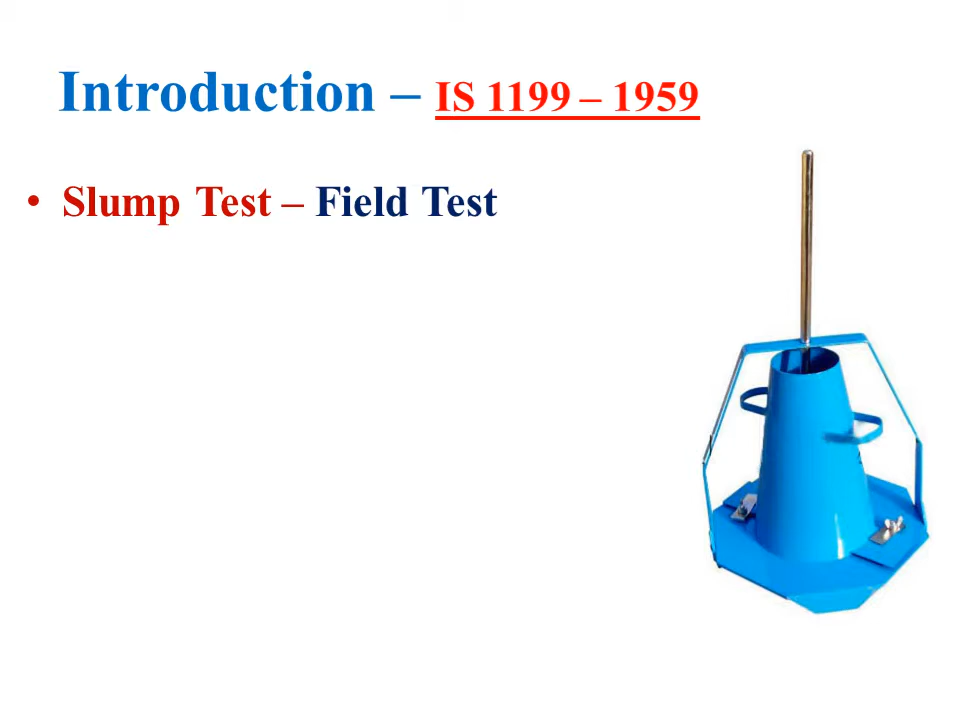 Introduction – IS 1199 – 1959
• Slump Test – Field Test